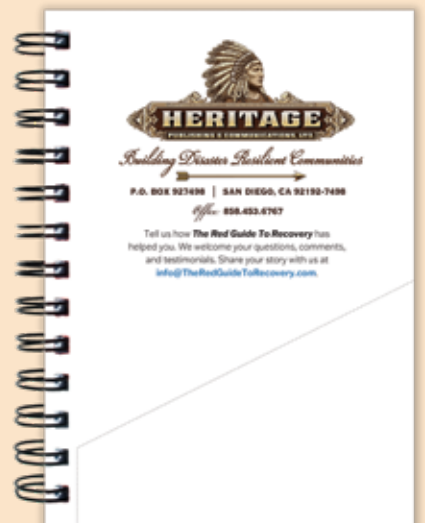 HERITAGE
PUBLISHING & COMMUNICATIONS, LTD.
Building Disaster Resilient Communities
P.O. BOX 927498 | SAN DIEGO, CA 92192-7498
Office: 858.453.6767
Tell us how The Red Guide To Recovery has
helped you. We welcome your questions, comments,
and testimonials. Share your story with us at
info@TheRedGuideToRecovery.com.